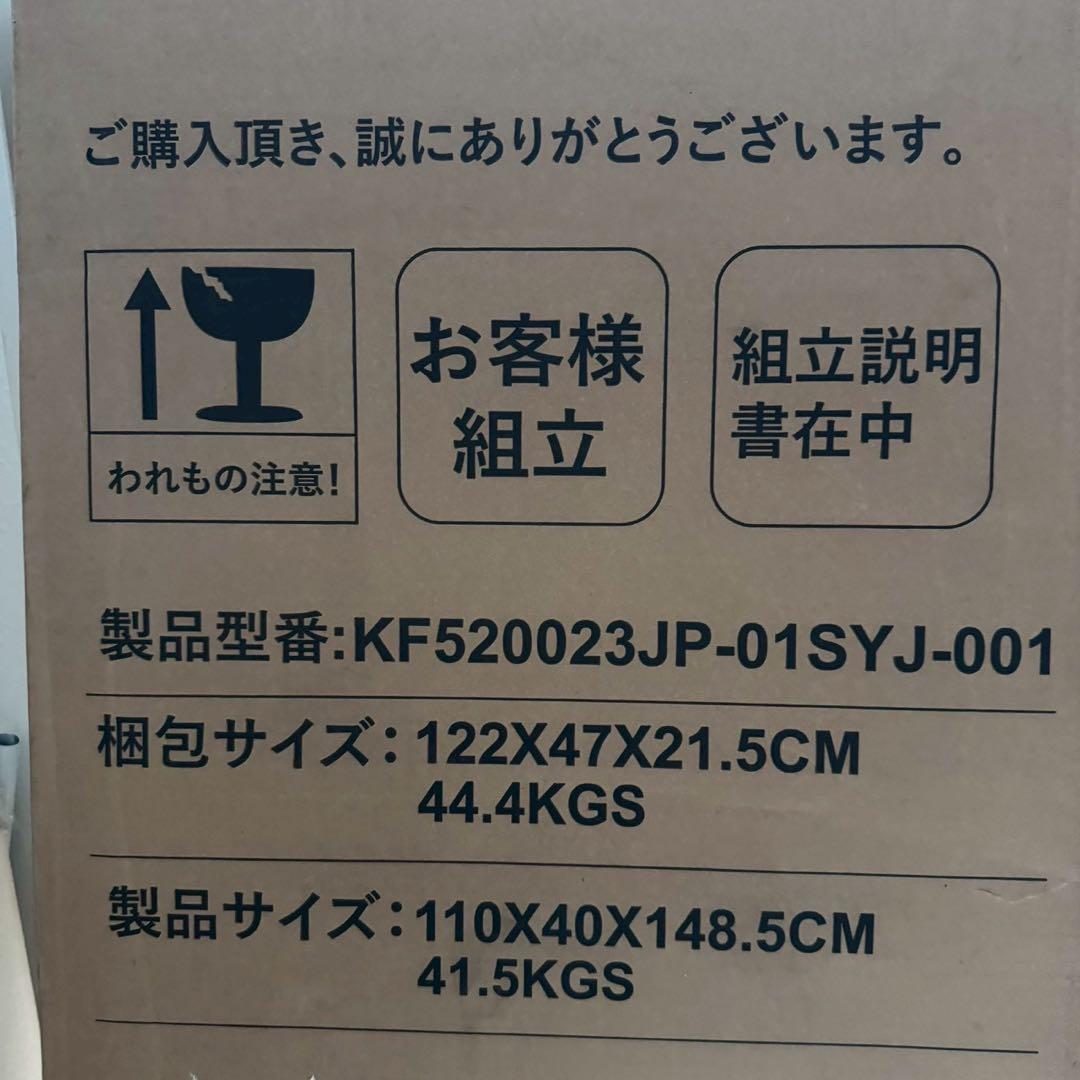 ご購入頂き、誠にありがとうございます。
われもの注意!
お客様
組立
組立説明
書在中
製品型番:KF520023JP-01SYJ-001
梱包サイズ：122X47X21.5CM
44.4KGS
製品サイズ：110X40X148.5CM
41.5KGS